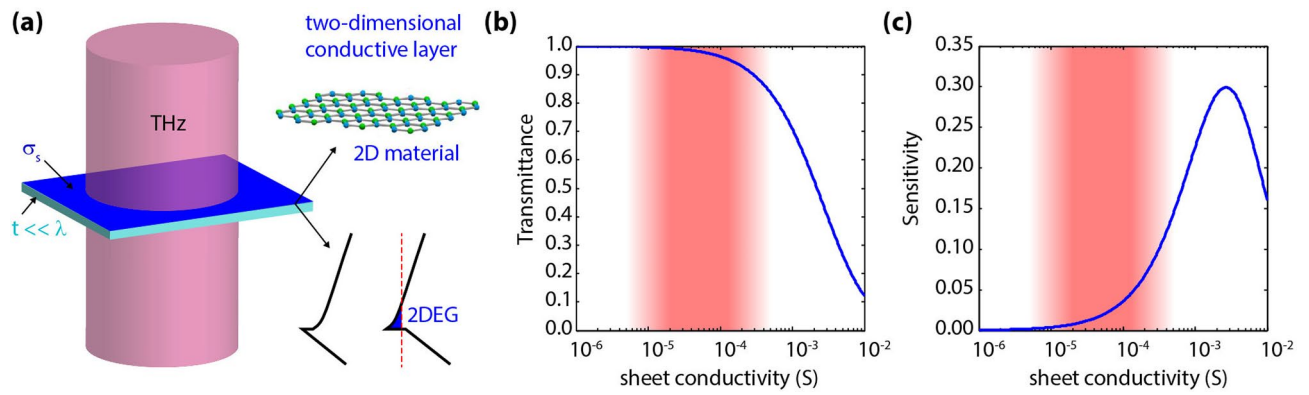 (a)
two-dimensional
conductive layer
THz
2D material
σs
t << λ
2DEG
(b)
Transmittance
1.0
0.9
0.8
0.7
0.6
0.5
0.4
0.3
0.2
0.1
0.0
10-6
10-5
10-4
10-3
10-2
sheet conductivity (S)
(c)
Sensitivity
0.35
0.30
0.25
0.20
0.15
0.10
0.05
0.00
10-6
10-5
10-4
10-3
10-2
sheet conductivity (S)